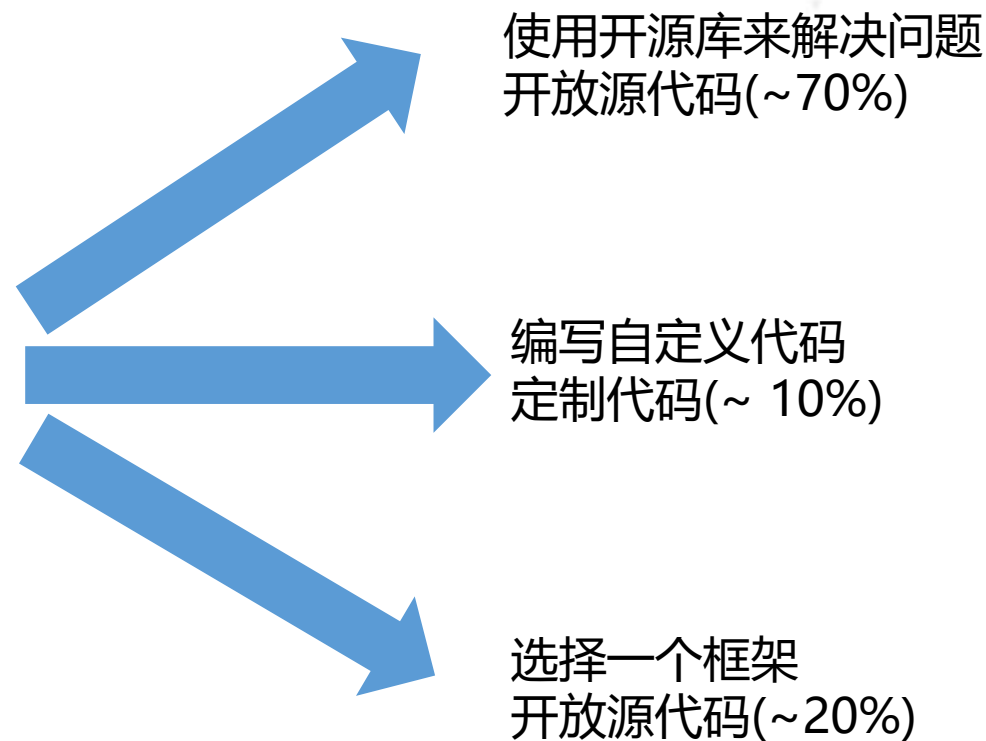 使用开源库来解决问题
开放源代码(~70%)
编写自定义代码
定制代码(~ 10%)
选择一个框架
开放源代码(~20%)